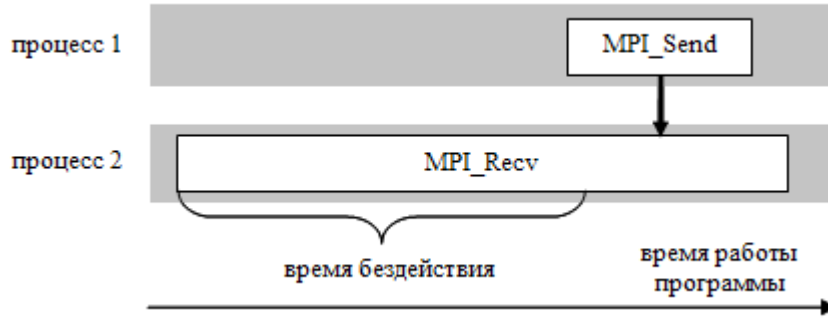 процесс 1
MPI_Send
процесс 2
MPI_Recv
время бездействия
время работы
программы